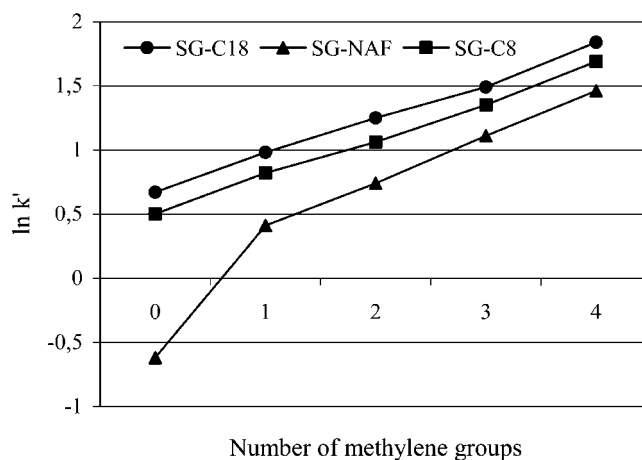 2
SG-C18 SG-NAF SG-C8
1,5
1
0,5
0
0 1 2 3 4
-0,5
-1
ln k'
Number of methylene groups